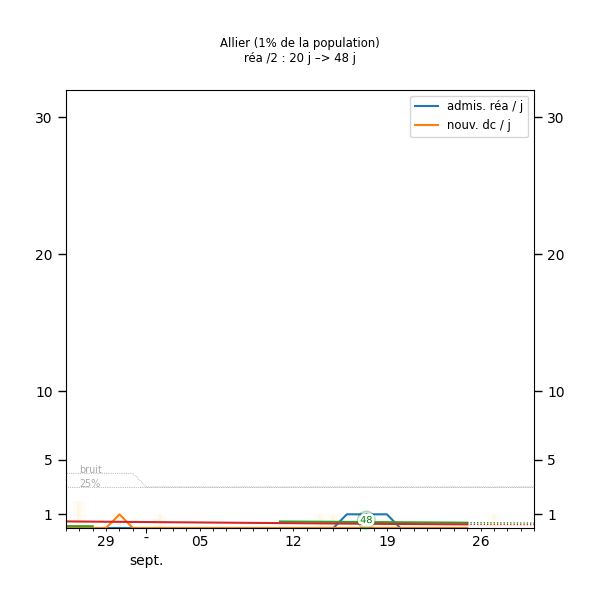 Allier (1% de la population)
réa /2 : 20 j –> 48 j
admis. réa / j
nouv. dc / j
30 30
20 20
10 10
5 5
bruit
25%
1 48 1
29 - 05 12 19 26
sept.